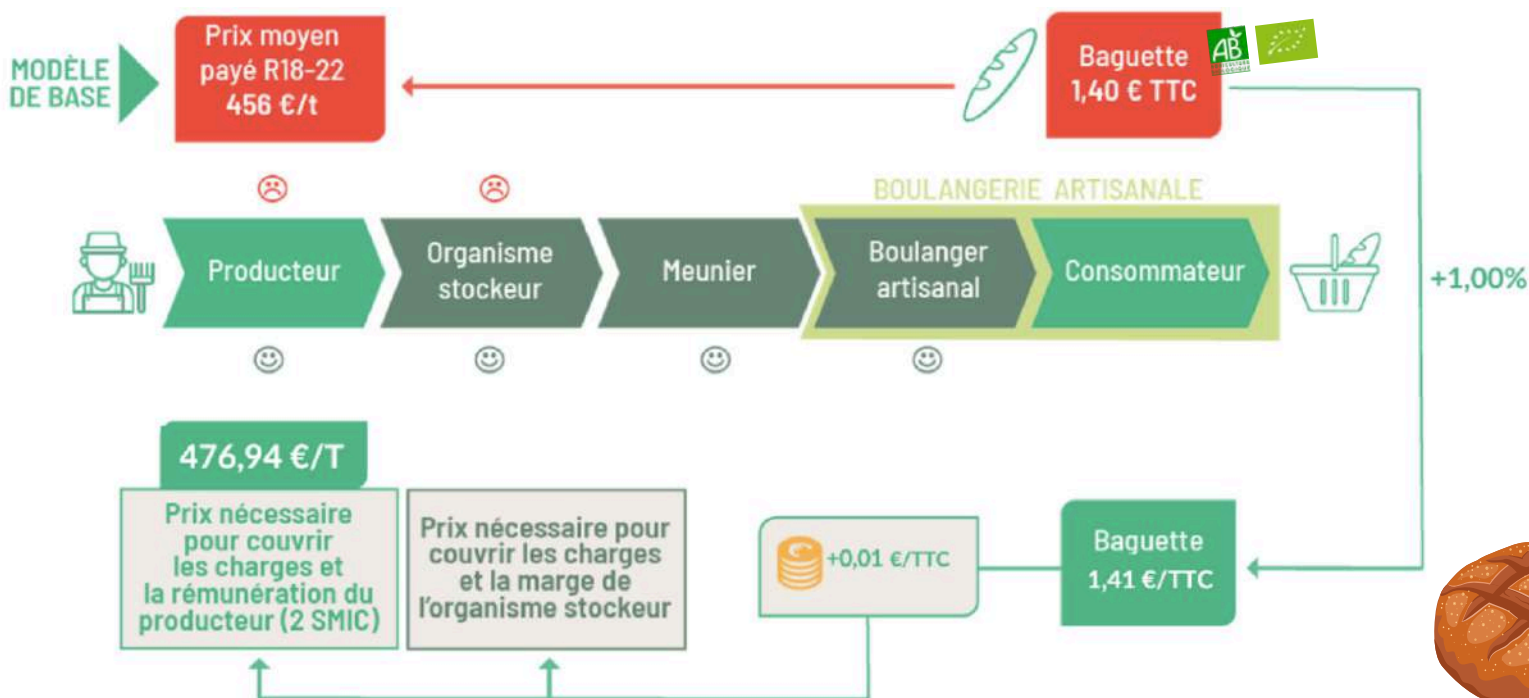 MODÈLE
DE BASE
Prix moyen
payé R18-22
456 €/t
Baguette
1,40 € TTC
AB
BOULANGERIE ARTISANALE
Producteur
Organisme
stockeur
Meunier
Boulanger
artisanal
Consommateur
+1,00%
476,94 €/T
Prix nécessaire
pour couvrir
les charges et
la rémunération du
producteur (2 SMIC)
Prix nécessaire pour
couvrir les charges
et la marge de
l'organisme stockeur
+0,01 €/TTC
Baguette
1,41 €/TTC